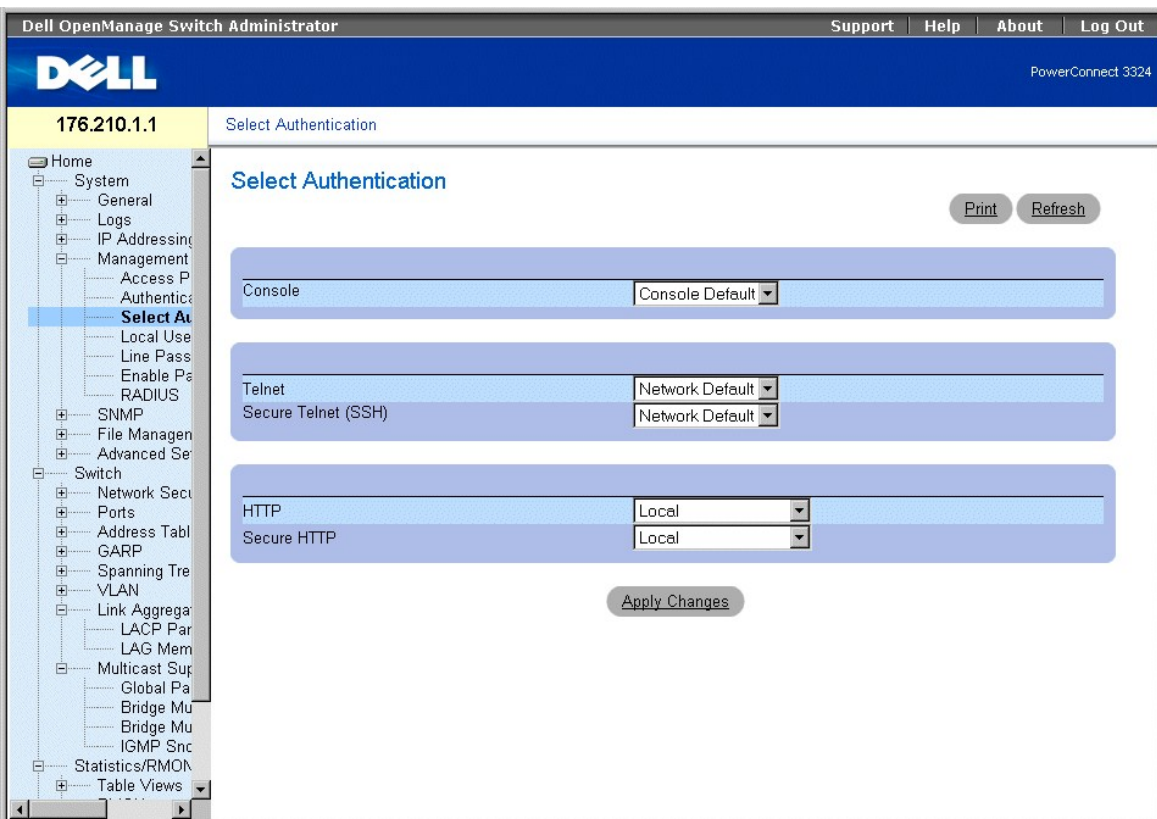 Dell OpenManage Switch Administrator
Support | Help | About | Log Out
DELL
PowerConnect 3324
176.210.1.1
Select Authentication
Home
System
General
Logs
IP Addressing
Management
Access P
Authentica
Select Au
Local Use
Line Pass
Enable Pa
RADIUS
SNMP
File Managen
Advanced Se
Switch
Network Secu
Ports
Address Tabl
GARP
Spanning Tre
VLAN
Link Aggrega
LACP Par
LAG Mem
Multicast Sup
Global Pa
Bridge Mu
Bridge Mu
IGMP Sno
Statistics/RMON
Table Views
Select Authentication
Print
Refresh
Console
Console Default
Telnet
Network Default
Secure Telnet (SSH)
Network Default
HTTP
Local
Secure HTTP
Local
Apply Changes